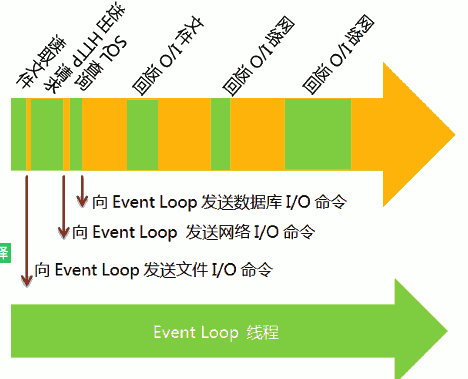 读取文件
送出HTTP请求
SQL查询
文件I/O返回
网络I/O返回
网络I/O返回
向 Event Loop 发送数据库 I/O 命令
向 Event Loop 发送网络 I/O 命令
译
向 Event Loop 发送文件 I/O 命令
Event Loop 线程